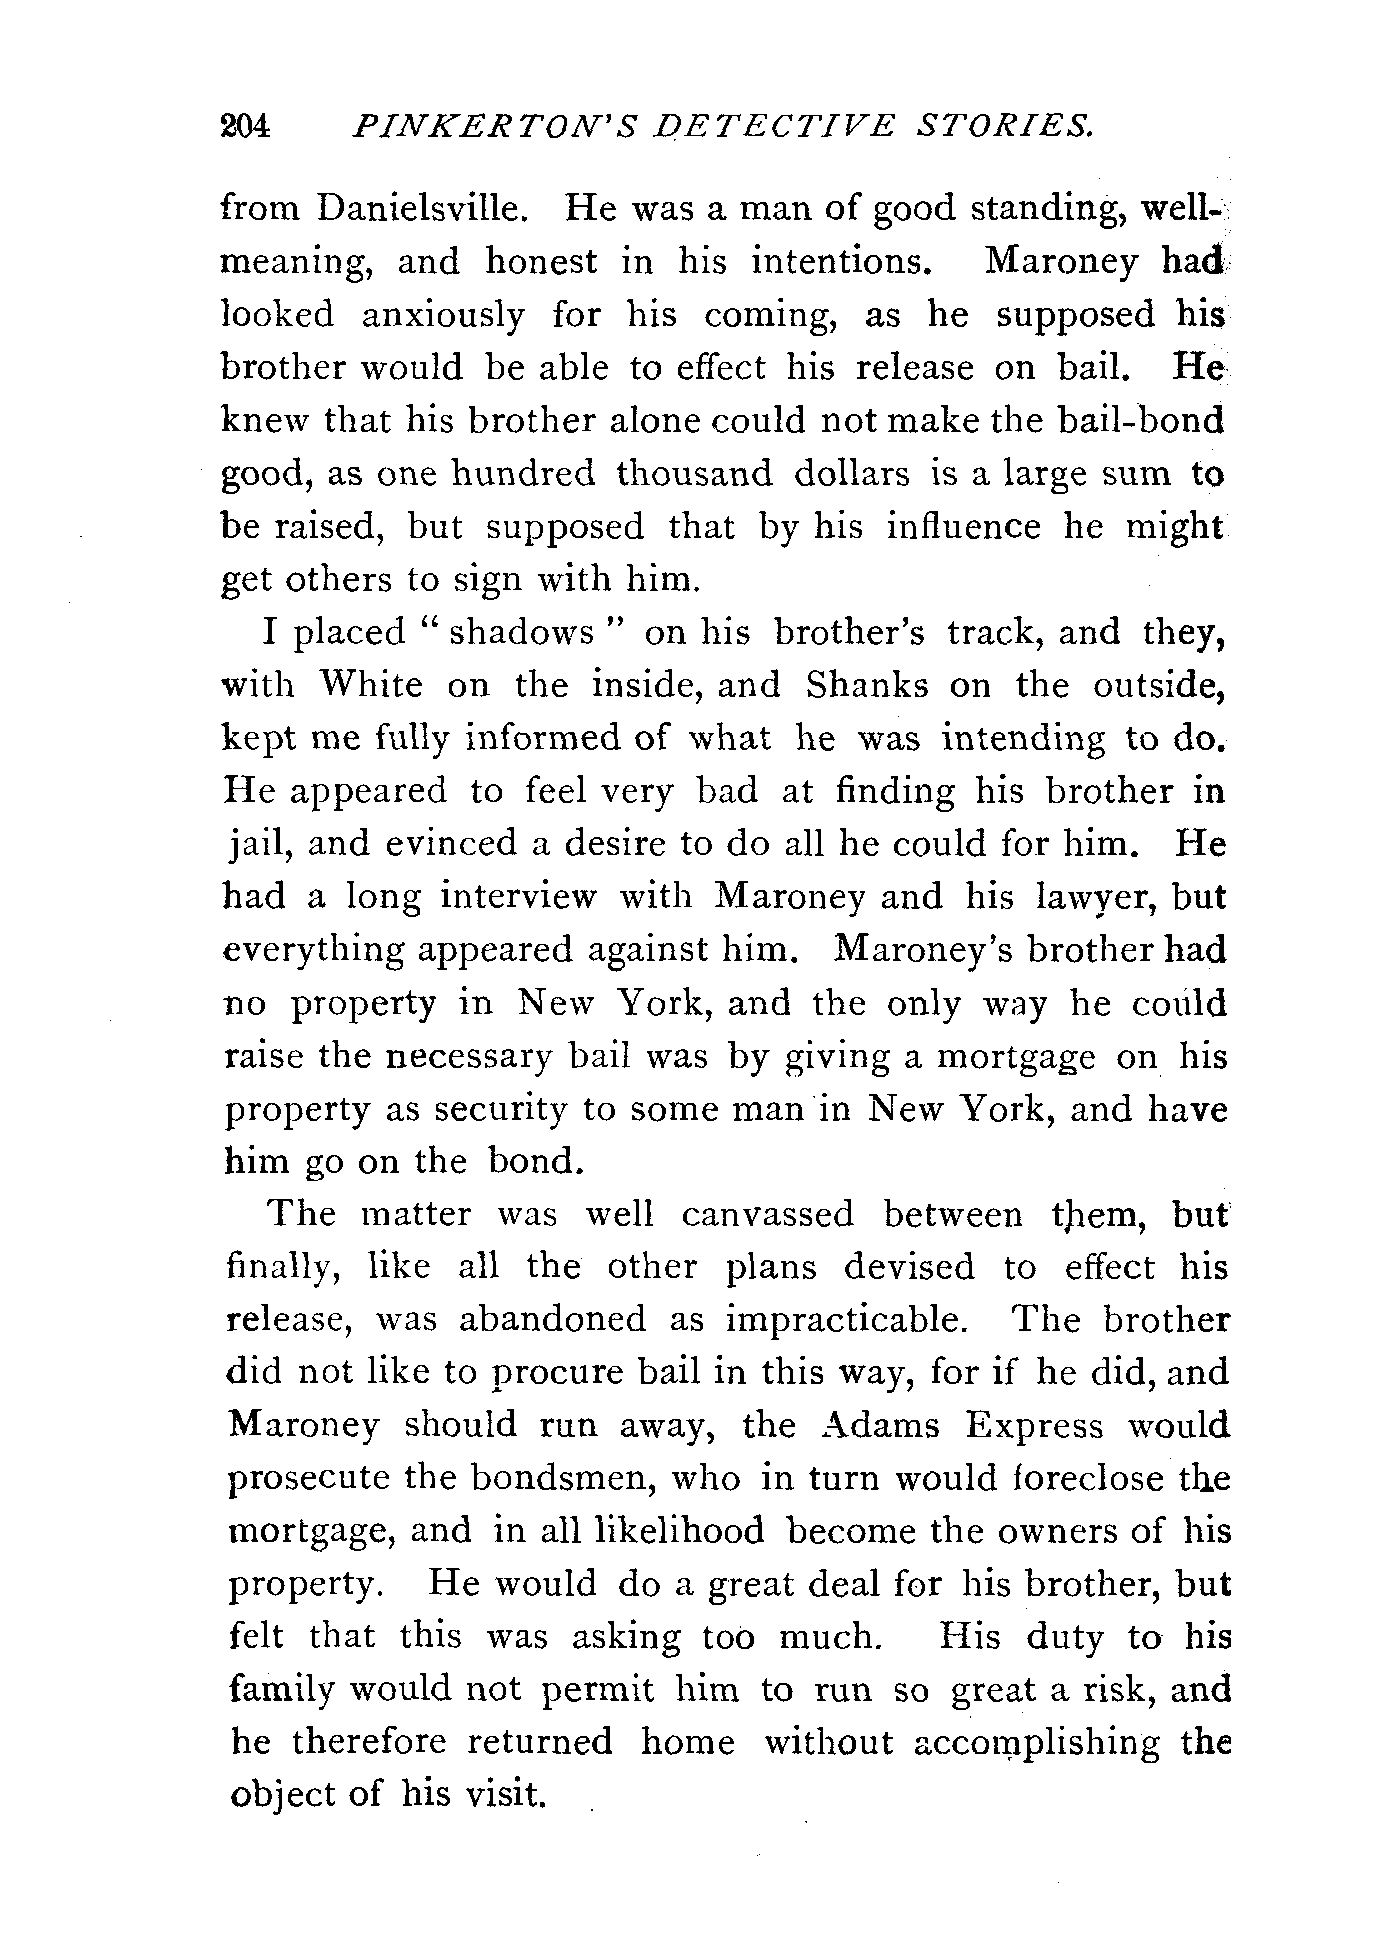 204 PINKERTON'S DETECTIVE STORIES.
from Danielsville. He was a man of good standing, well-
meaning, and honest in his intentions. Maroney had
looked anxiously for his coming, as he supposed his
brother would be able to effect his release on bail. He
knew that his brother alone could not make the bail-bond
good, as one hundred thousand dollars is a large sum to
be raised, but supposed that by his influence he might
get others to sign with him.
I placed " shadows " on his brother's track, and they,
with White on the inside, and Shanks on the outside,
kept me fully informed of what he was intending to do.
He appeared to feel very bad at finding his brother in
jail, and evinced a desire to do all he could for him. He
had a long interview with Maroney and his lawyer, but
everything appeared against him. Maroney's brother had
no property in New York, and the only way he could
raise the necessary bail was by giving a mortgage on his
property as security to some man in New York, and have
him go on the bond.
The matter was well canvassed between them, but
finally, like all the other plans devised to effect his
release, was abandoned as impracticable. The brother
did not like to procure bail in this way, for if he did, and
Maroney should run away, the Adams Express would
prosecute the bondsmen, who in turn would foreclose the
mortgage, and in all likelihood become the owners of his
property. He would do a great deal for his brother, but
felt that this was asking too much. His duty to his
family would not permit him to run so great a risk, and
he therefore returned home without accomplishing the
object of his visit.